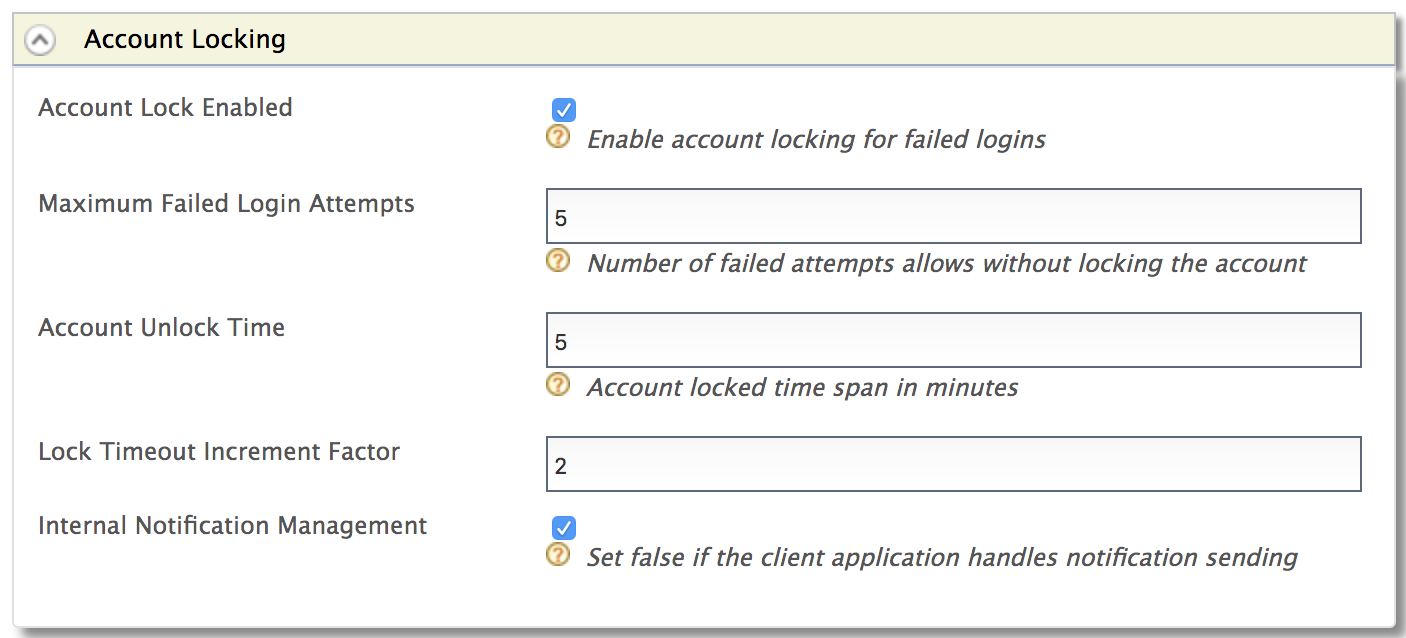 Account Locking
Account Lock Enabled
Enable account locking for failed logins
Maximum Failed Login Attempts
5
Number of failed attempts allows without locking the account
Account Unlock Time
5
Account locked time span in minutes
Lock Timeout Increment Factor
2
Internal Notification Management
Set false if the client application handles notification sending